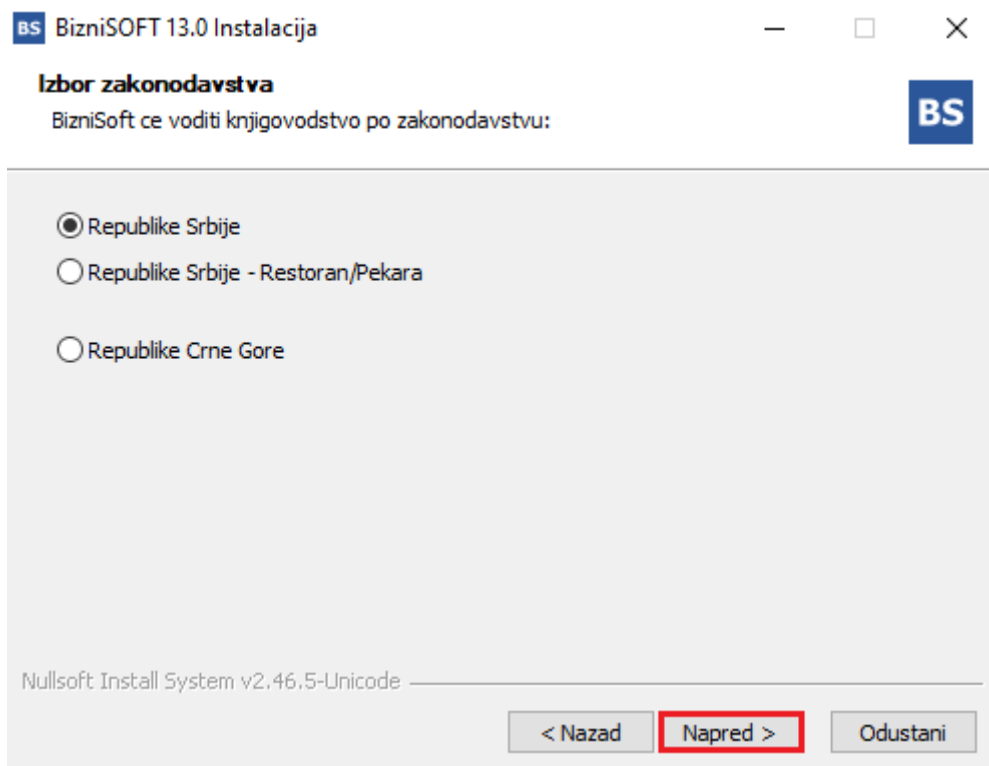 BS BizniSOFT 13.0 Instalacija
Izbor zakonodavstva
BizniSoft ce voditi knjigovodstvo po zakonodavstvu:
BS
Republike Srbije
Republike Srbije - Restoran/Pekara
Republike Crne Gore
Nullsoft Install System v2.46.5-Unicode
< Nazad Napred > Odustani